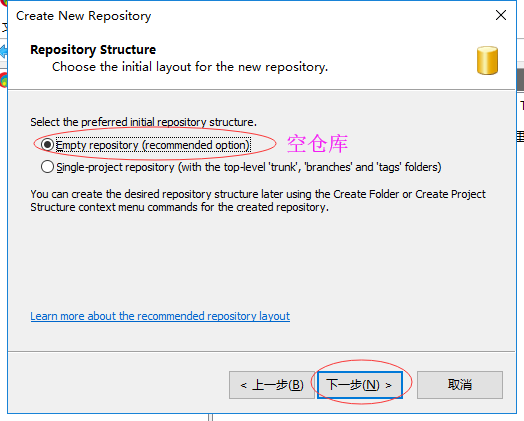 Create New Repository
Repository Structure
Choose the initial layout for the new repository.
Select the preferred initial repository structure.
Empty repository (recommended option)
空仓库
Single-project repository (with the top-level 'trunk', 'branches' and 'tags' folders)
You can create the desired repository structure later using the Create Folder or Create Project
Structure context menu commands for the created repository.
Learn more about the recommended repository layout
< 上一步(B)
下一步(N) >
取消